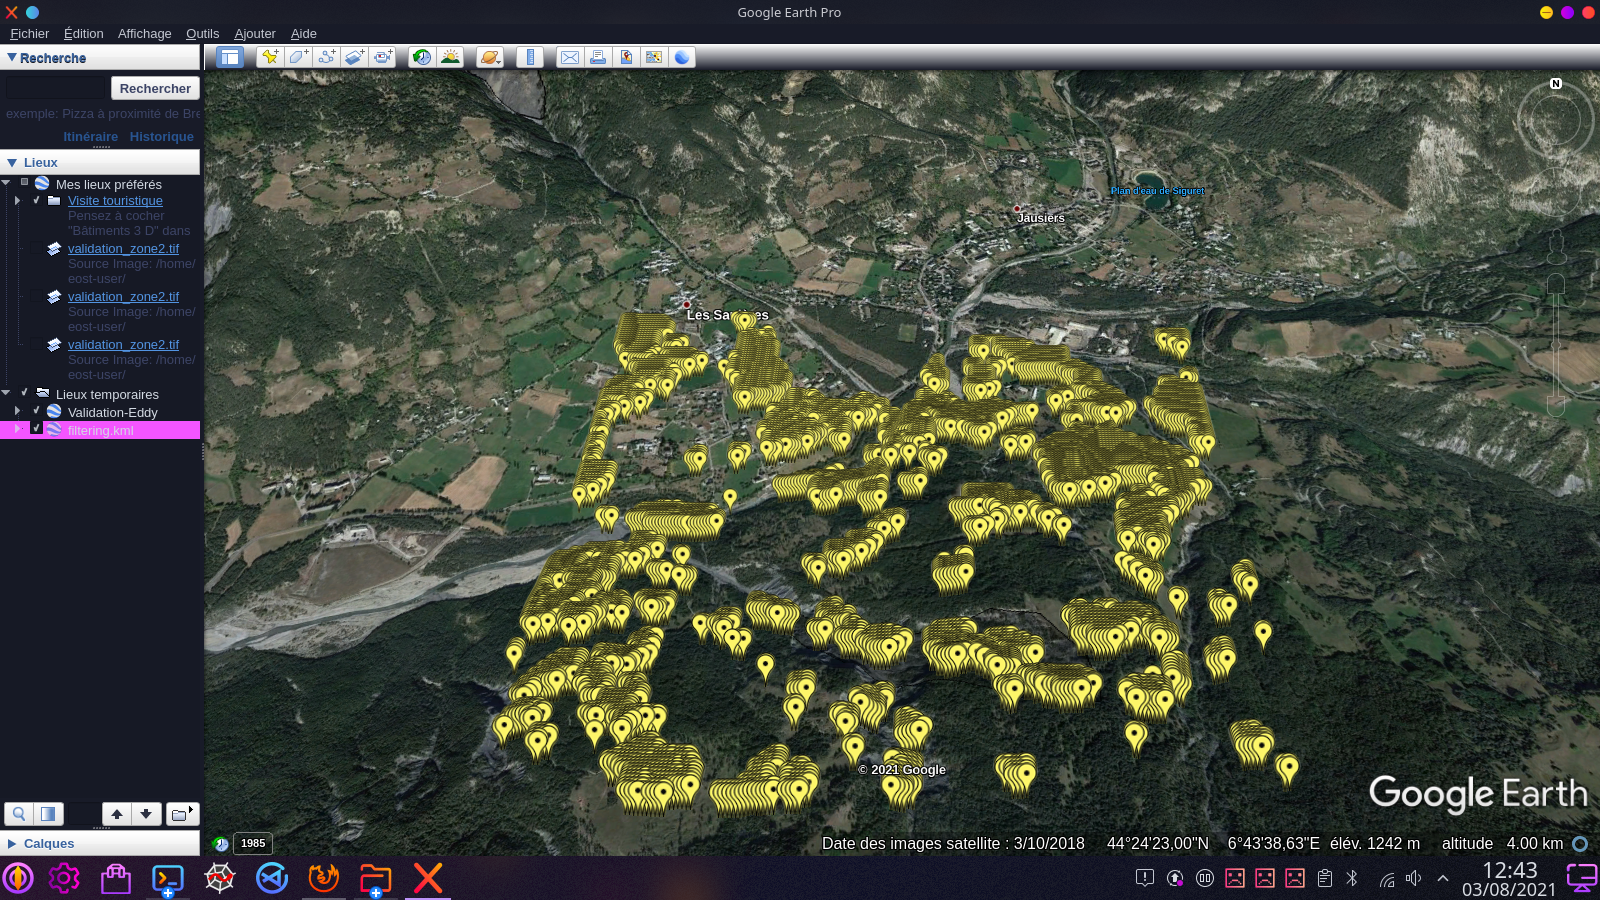 Google Earth Pro
Fichier Édition Affichage Outils Ajouter Aide
Recherche
Rechercher
exemple: Pizza à proximité de Bre
Itinéraire Historique
Lieux
Mes lieux préférés
Visite touristique
Pensez à cocher
"Bâtiments 3 D" dans
validation_zone2.tif
Source Image: /home/
eost-user/
validation_zone2.tif
Source Image: /home/
eost-user/
validation_zone2.tif
Source Image: /home/
eost-user/
Lieux temporaires
Validation-Eddy
filtering.kml
Calques
N
Plan d'eau de Siguret
Jausiers
Les Sa
es
© 2021 Google
Google Earth
1985
Date des images satellite : 3/10/2018 44°24'23,00"N 6°43'38,63"E élév. 1242 m altitude 4.00 km
12:43
03/08/2021